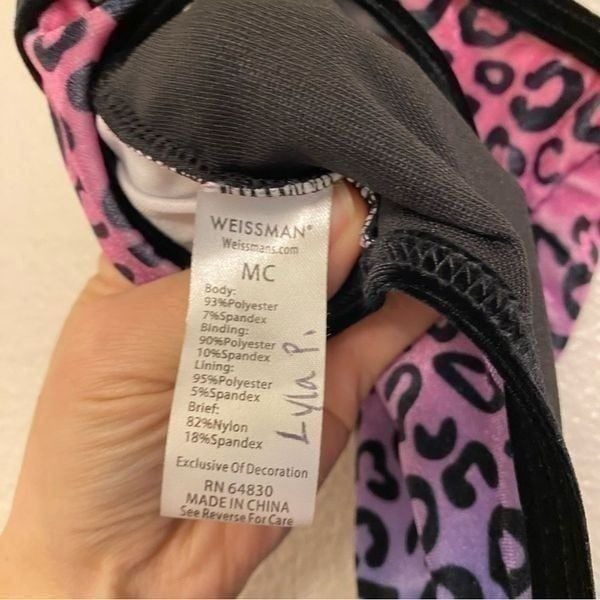 WEISSMAN®
Weissmans.com
MC
Body:
93%Polyester
7%Spandex
Binding:
90%Polyester
10%Spandex
Lining:
95%Polyester
5%Spandex
Brief:
82%Nylon
18%Spandex
Exclusive Of Decoration
RN 64830
MADE IN CHINA
See Reverse For Care
Lyla P.